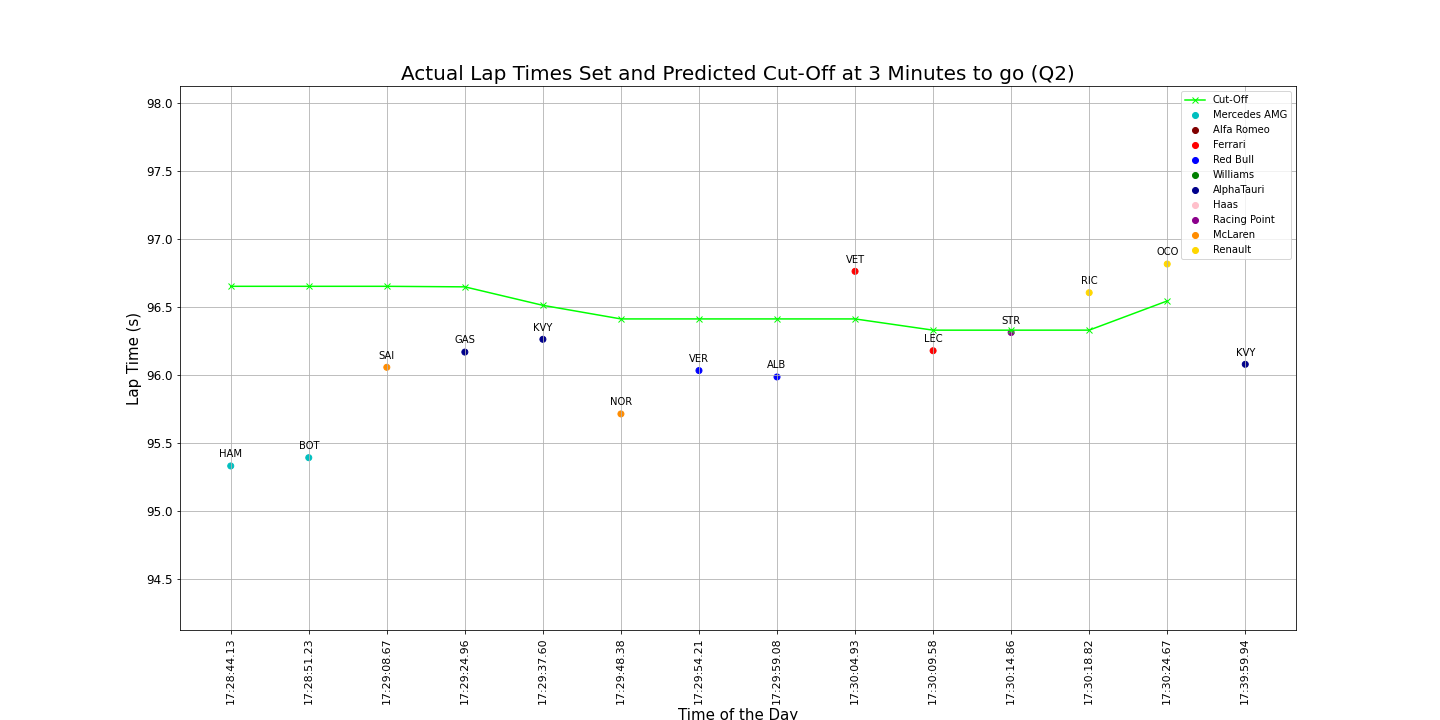 Actual Lap Times Set and Predicted Cut-Off at 3 Minutes to go (Q2)
98.0
97.5
97.0
96.5
96.0
95.5
95.0
94.5
Lap Time (s)
Cut-Off
Mercedes AMG
Alfa Romeo
Ferrari
Red Bull
Williams
AlphaTauri
Haas
Racing Point
McLaren
Renault
HAM
BOT
SAI
GAS
KVY
NOR
VER
ALB
VET
LEC
STR
RIC
OCO
KVY
17:28:44.13
17:28:51.23
17:29:08.67
17:29:24.96
17:29:37.60
17:29:48.38
17:29:54.21
17:29:59.08
17:30:04.93
17:30:09.58
17:30:14.86
17:30:18.82
17:30:24.67
17:39:59.94
Time of the Day